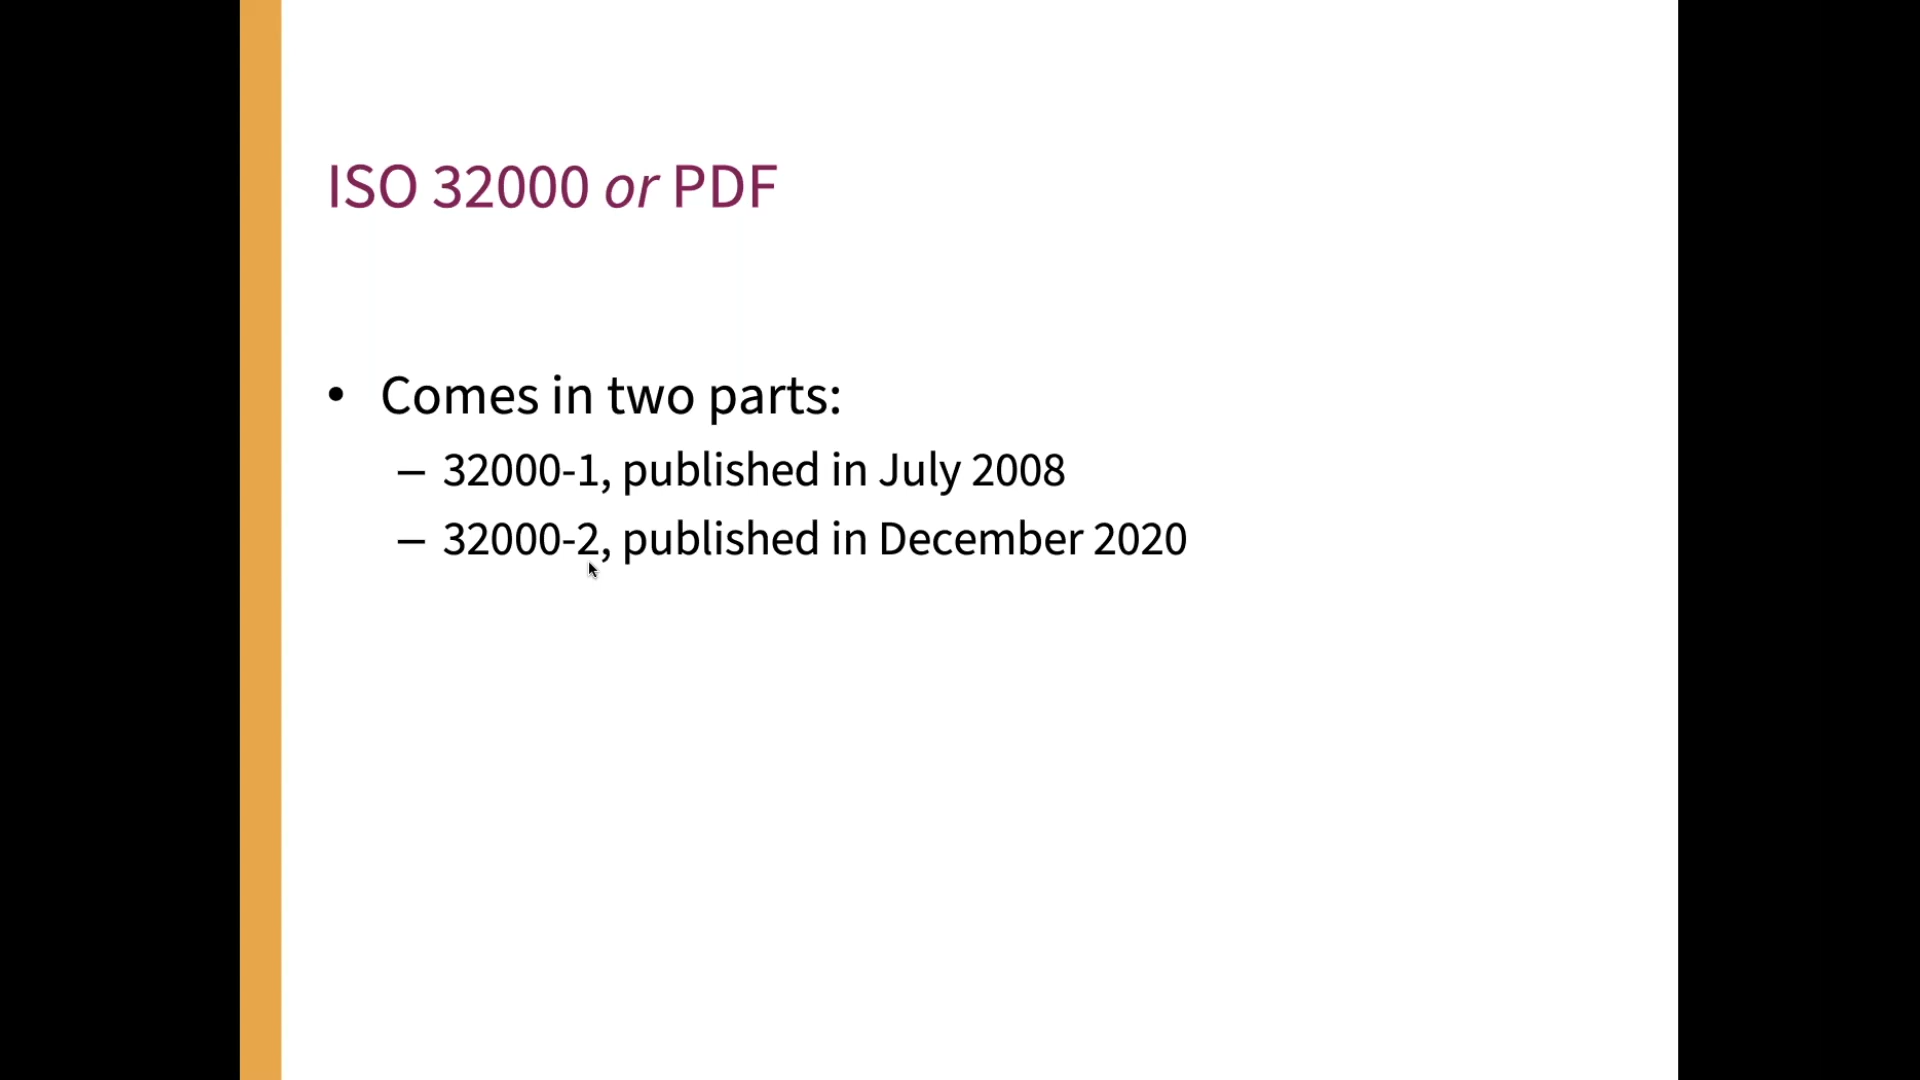 ISO 32000 or PDF
• Comes in two parts:
– 32000-1, published in July 2008
– 32000-2, published in December 2020